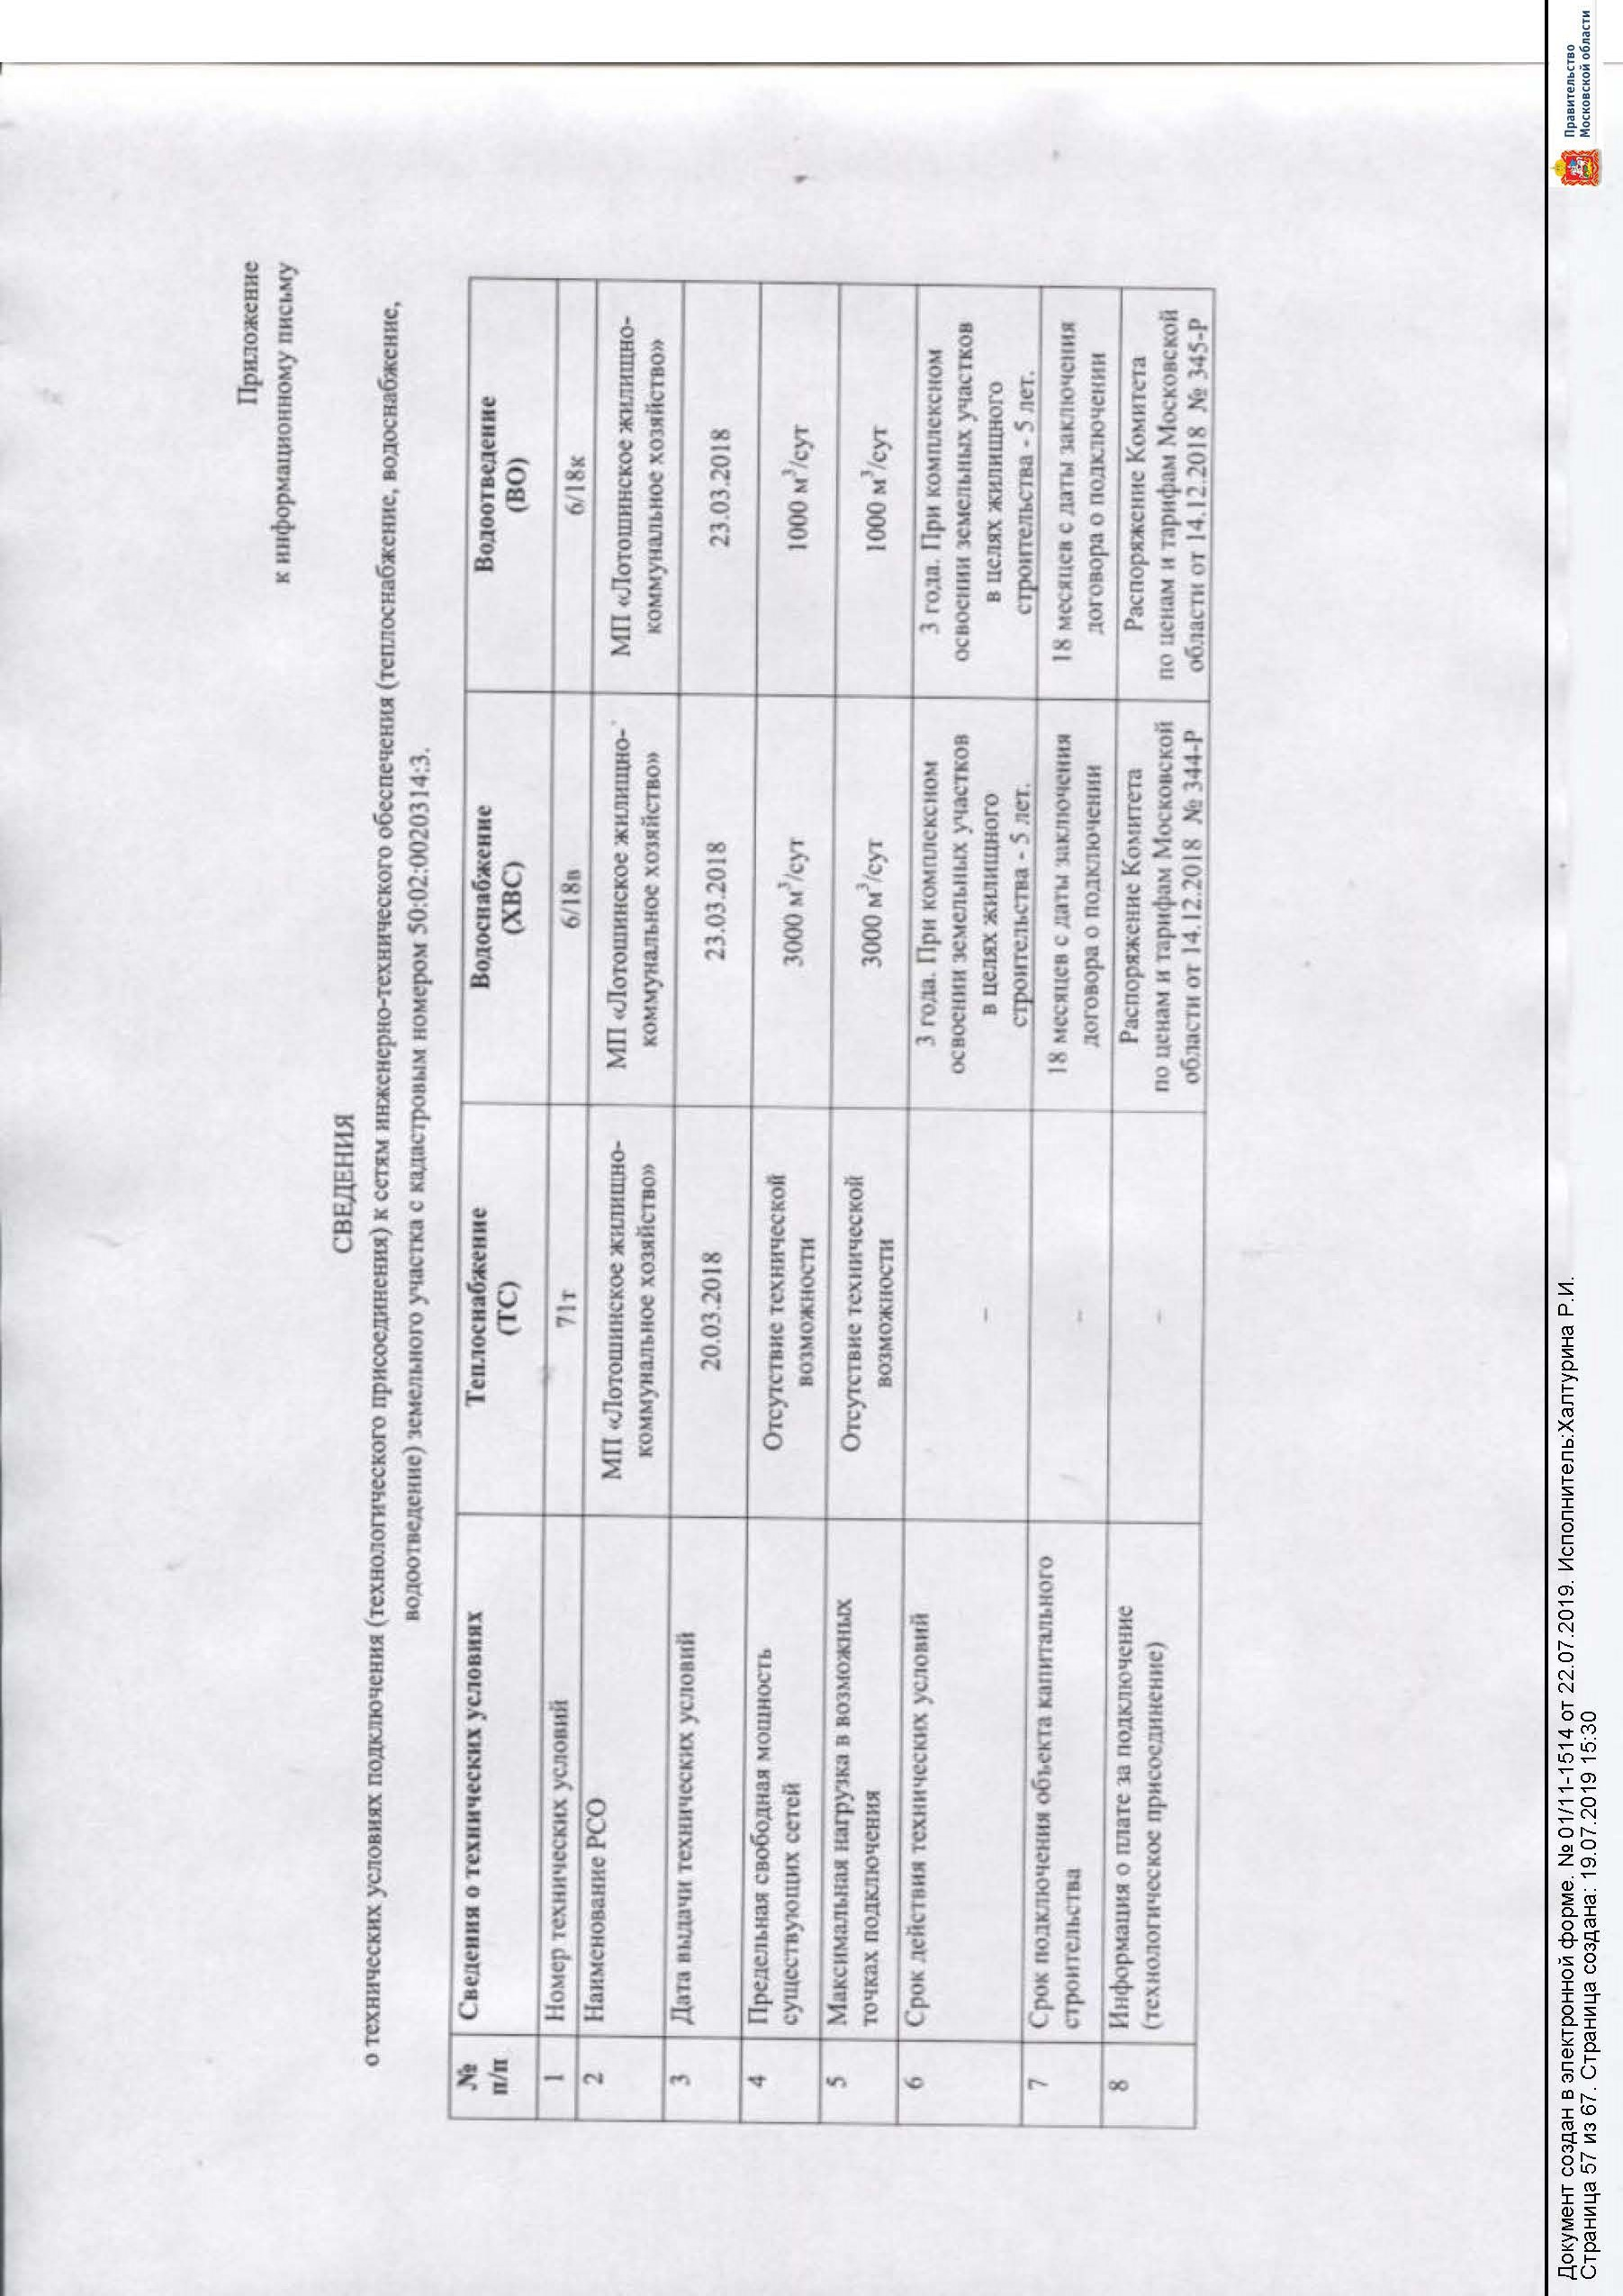 Приложение
к информационному письму
СВЕДЕНИЯ
о технических условиях подключения (технологического присоединения) к сетям инженерно-технического обеспечения (теплоснабжение, водоснабжение,
водоотведение) земельного участка с кадастровым номером 50:02:0020314:3.
№
п/п
Сведения о технических условиях
Теплоснабжение
(ТС)
Водоснабжение
(ХВС)
Водоотведение
(ВО)
1
Номер технических условий
71т
6/18в
6/18к
2
Наименование РСО
МП «Лотошинское жилищно-
коммунальное хозяйство»
МП «Лотошинское жилищно-
коммунальное хозяйство»
МП «Лотошинское жилищно-
коммунальное хозяйство»
3
Дата выдачи технических условий
20.03.2018
23.03.2018
23.03.2018
4
Предельная свободная мощность
существующих сетей
Отсутствие технической
возможности
3000 м³/сут
1000 м³/сут
5
Максимальная нагрузка в возможных
точках подключения
Отсутствие технической
возможности
3000 м³/сут
1000 м³/сут
6
Срок действия технических условий
–
3 года. При комплексном
освоении земельных участков
в целях жилищного
строительства - 5 лет.
3 года. При комплексном
освоении земельных участков
в целях жилищного
строительства - 5 лет.
7
Срок подключения объекта капитального
строительства
–
18 месяцев с даты заключения
договора о подключении
18 месяцев с даты заключения
договора о подключении
8
Информация о плате за подключение
(технологическое присоединение)
–
Распоряжение Комитета
по ценам и тарифам Московской
области от 14.12.2018 № 344-Р
Распоряжение Комитета
по ценам и тарифам Московской
области от 14.12.2018 № 345-Р
Документ создан в электронной форме. № 01/11-1514 от 22.07.2019. Исполнитель:Халтурина Р.И.
Страница 57 из 67. Страница создана: 19.07.2019 15:30
Правительство
Московской области